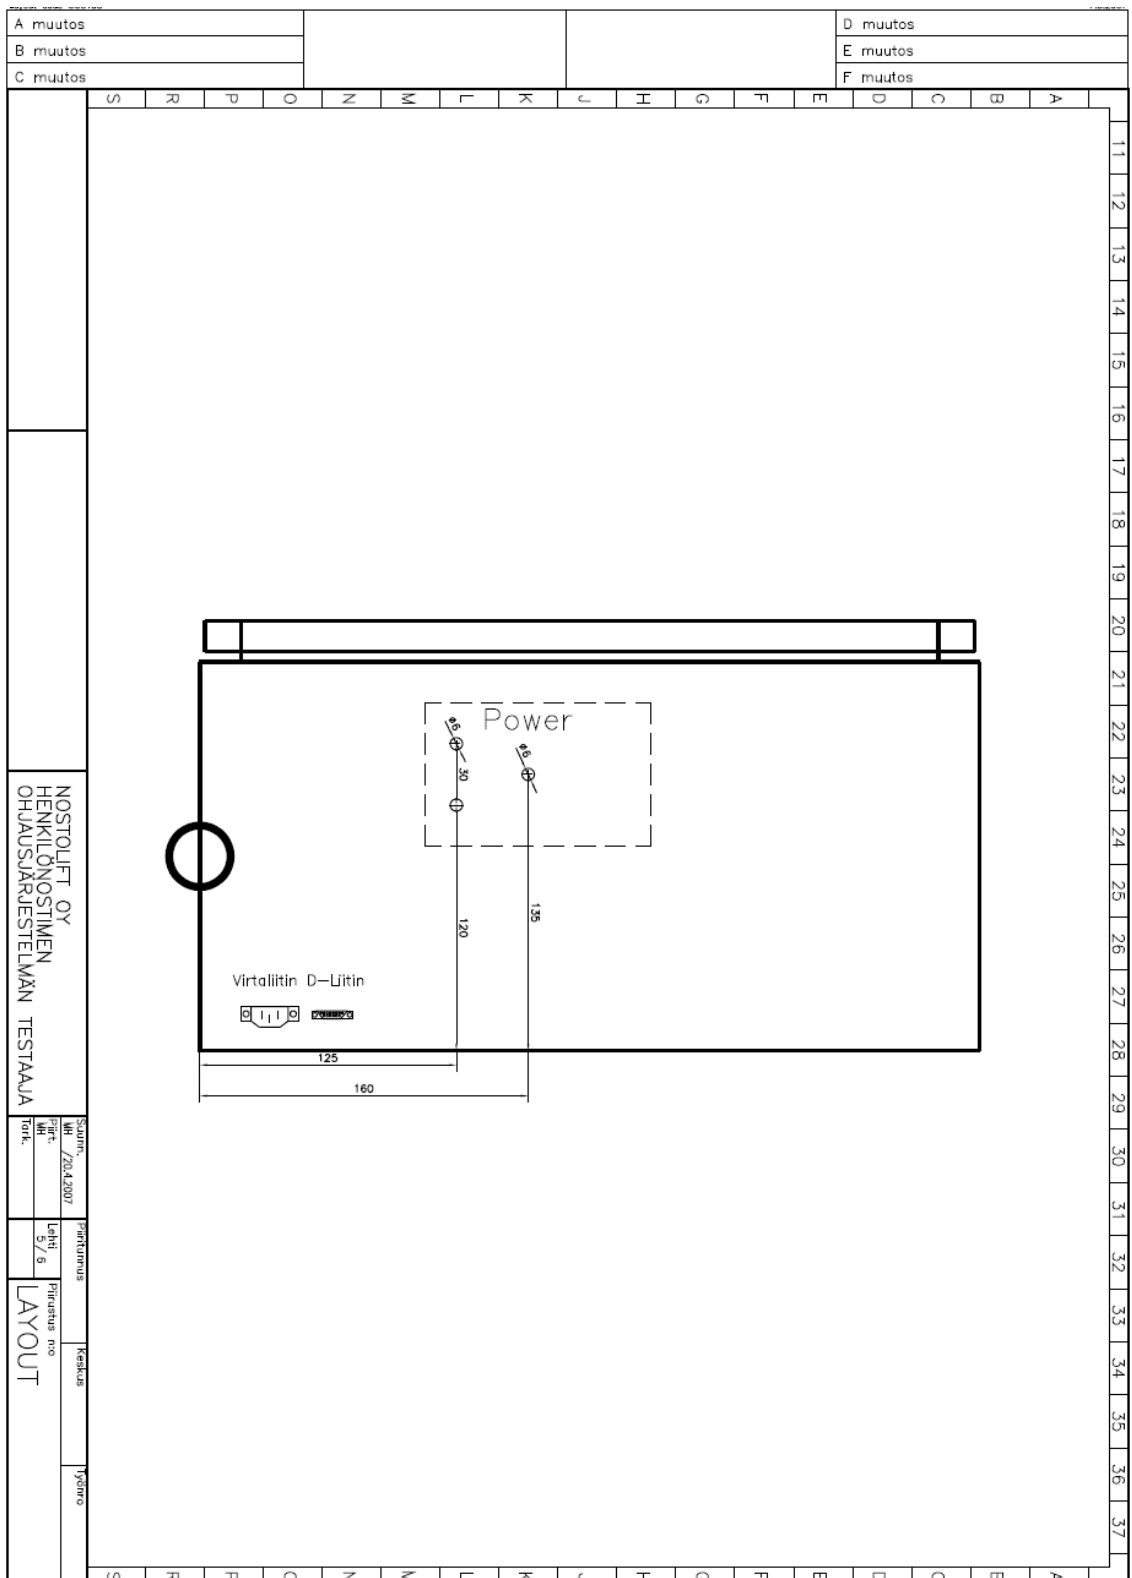 A muutos
B muutos
C muutos
D muutos
E muutos
F muutos
S R P O N M L K J H G F E D C B A
11
12
13
14
15
16
17
18
19
20
21
22
23
24
25
26
27
28
29
30
31
32
33
34
35
36
37
Power
ø6
ø6
30
135
120
Virtaliitin D-Liitin
125
160
NOSTOLIFT OY
HENKILÖNOSTIMEN
OHJAUSJÄRJESTELMÄN TESTAAJA
Suunn.
MH /20.4.2007
Piirt.
MH
Tark.
Piiritunnus
Keskus
Työnro
Lehti
5/6
Piirustus n:o
LAYOUT